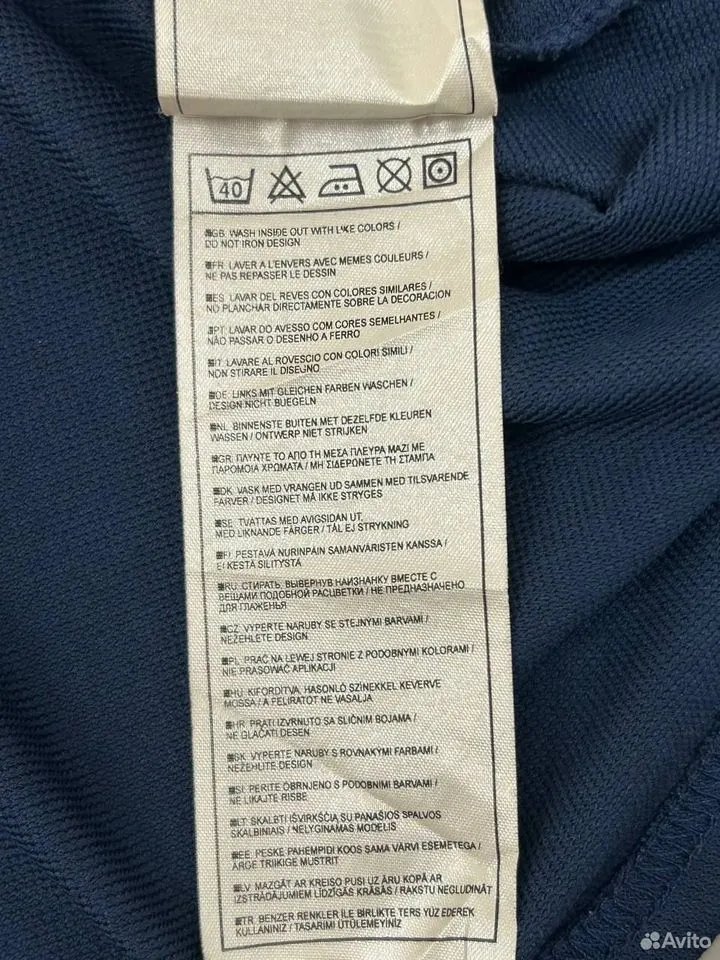 40
GB WASH INSIDE OUT WITH LIKE COLORS /
DO NOT IRON DESIGN
FR LAVER A L'ENVERS AVEC MEMES COULEURS /
NE PAS REPASSER LE DESSIN
ES LAVAR DEL REVES CON COLORES SIMILARES /
NO PLANCHAR DIRECTAMENTE SOBRE LA DECORACION
PT LAVAR DO AVESSO COM CORES SEMELHANTES /
NÃO PASSAR O DESENHO A FERRO
IT LAVARE AL ROVESCIO CON COLORI SIMILI /
NON STIRARE IL DISEGNO
DE LINKS MIT GLEICHEN FARBEN WASCHEN /
DESIGN NICHT BUEGELN
NL BINNENSTE BUITEN MET DEZELFDE KLEUREN
WASSEN / ONTWERP NIET STRIJKEN
GR ΠΛΥΝΤΕ ΤΟ ΑΠΟ ΤΗ ΜΕΣΑ ΠΛΕΥΡΑ ΜΑΖΙ ΜΕ
ΠΑΡΟΜΟΙΑ ΧΡΩΜΑΤΑ / ΜΗ ΣΙΔΕΡΩΝΕΤΕ ΤΗ ΣΤΑΜΠΑ
DK VASK MED VRANGEN UD SAMMEN MED TILSVARENDE
FARVER / DESIGNET MÅ IKKE STRYGES
SE TVATTAS MED AVIGSIDAN UT,
MED LIKNANDE FÄRGER / TÅL EJ STRYKNING
FI PESTAVÄ NURINPÄIN SAMANVÄRISTEN KANSSA /
EI KESTÄ SILITYSTÄ
RU СТИРАТЬ, ВЫВЕРНУВ НАИЗНАНКУ ВМЕСТЕ С
ВЕЩАМИ ПОДОБНОЙ РАСЦВЕТКИ / НЕ ПРЕДНАЗНАЧЕНО
ДЛЯ ГЛАЖЕНЬЯ
CZ VYPERTE NARUBY SE STEJNYMI BARVAMI /
NEŽEHLETE DESIGN
PL PRAĆ NA LEWEJ STRONIE Z PODOBNYMI KOLORAMI /
NIE PRASOWAĆ APLIKACJI
HU KIFORDITVA, HASONLÓ SZÍNEKKEL KEVERVE
MOSSA / A FELIRATOT NE VASALJA
HR PRATI IZVRNUTO SA SLIČNIM BOJAMA /
NE GLAČATI DESEN
SK VYPERTE NARUBY S ROVNAKYMI FARBAMI /
NEŽEHLITE DESIGN
SI PERITE OBRNJENO S PODOBNIMI BARVAMI /
NE LIKAJTE RISBE
LT SKALBTI IŠVIRKŠČIĄ SU PANAŠIOS SPALVOS
SKALBINIAIS / NELYGINAMAS MODELIS
EE PESKE PAHEMPIDI KOOS SAMA VÄRVI ESEMETEGA /
ÄRGE TRIIKIGE MUSTRIT
LV MAZGĀT AR KREISO PUSI UZ ĀRU KOPĀ AR
IZSTRĀDĀJUMIEM LĪDZĪGĀS KRĀSĀS / RAKSTU NEGLUDINĀT
TR BENZER RENKLER İLE BIRLIKTE TERS YÜZ EDEREK
KULLANINIZ / TASARIMI ÜTÜLEMEYİNİZ
Avito